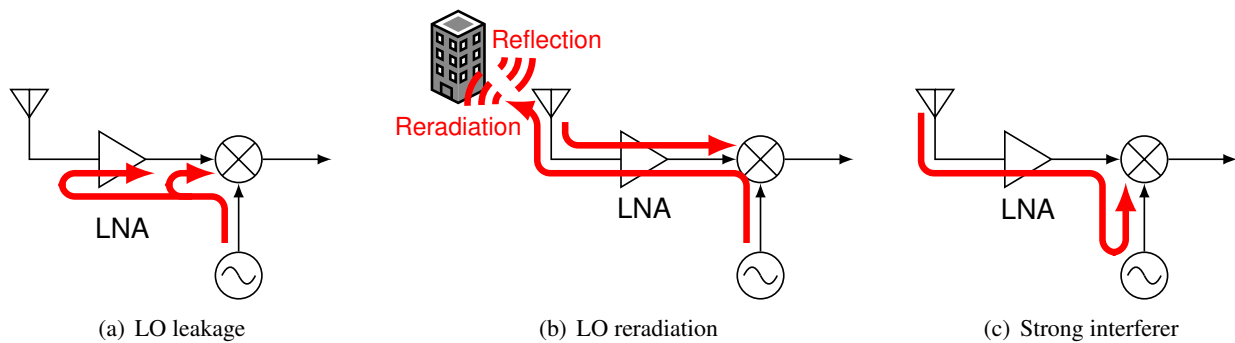 Reflection
Reradiation
LNA
LNA
LNA
(a) LO leakage
(b) LO reradiation
(c) Strong interferer